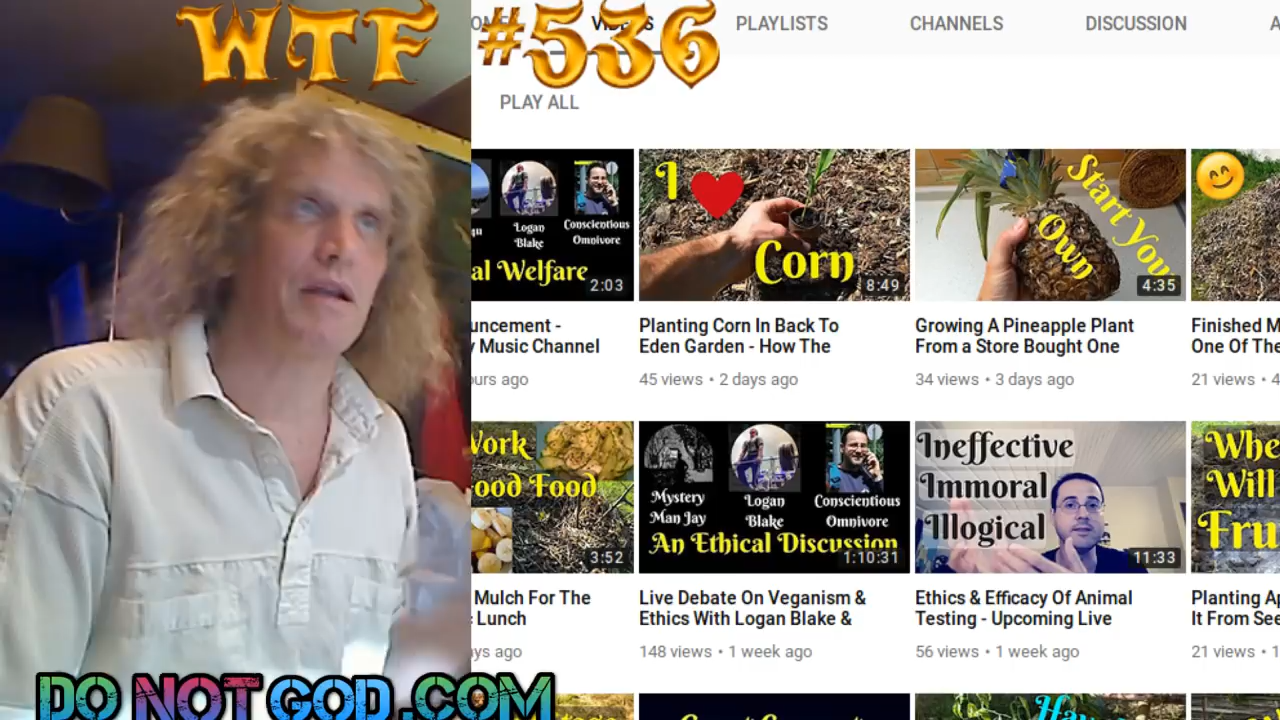 WTF #536
VIDEOS PLAYLISTS CHANNELS DISCUSSION
PLAY ALL
Logan
Blake
Conscientious
Omnivore
al Welfare
2:03
I
Corn
8:49
Start You
Own
4:35
uncement -
y Music Channel
ours ago
Planting Corn In Back To
Eden Garden - How The
45 views • 2 days ago
Growing A Pineapple Plant
From a Store Bought One
34 views • 3 days ago
Finished M
One Of The
21 views • 4
Work
ood Food
3:52
Mystery
Man Jay
Logan
Blake
Conscientious
Omnivore
An Ethical Discussion
1:10:31
Ineffective
Immoral
Illogical
11:33
Whe
Will
Fru
Mulch For The
Lunch
ays ago
Live Debate On Veganism &
Ethics With Logan Blake &
148 views • 1 week ago
Ethics & Efficacy Of Animal
Testing - Upcoming Live
56 views • 1 week ago
Planting Ap
It From See
21 views • 1
DO NOT GOD .COM